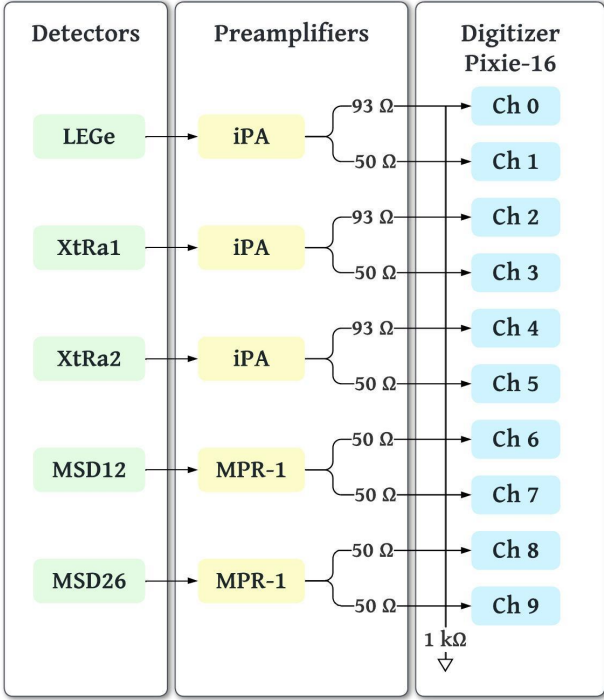 Detectors
Preamplifiers
Digitizer
Pixie-16
LEGe
iPA
93 Ω
Ch 0
50 Ω
Ch 1
XtRa1
iPA
93 Ω
Ch 2
50 Ω
Ch 3
XtRa2
iPA
93 Ω
Ch 4
50 Ω
Ch 5
MSD12
MPR-1
50 Ω
Ch 6
50 Ω
Ch 7
MSD26
MPR-1
50 Ω
Ch 8
50 Ω
Ch 9
1 kΩ